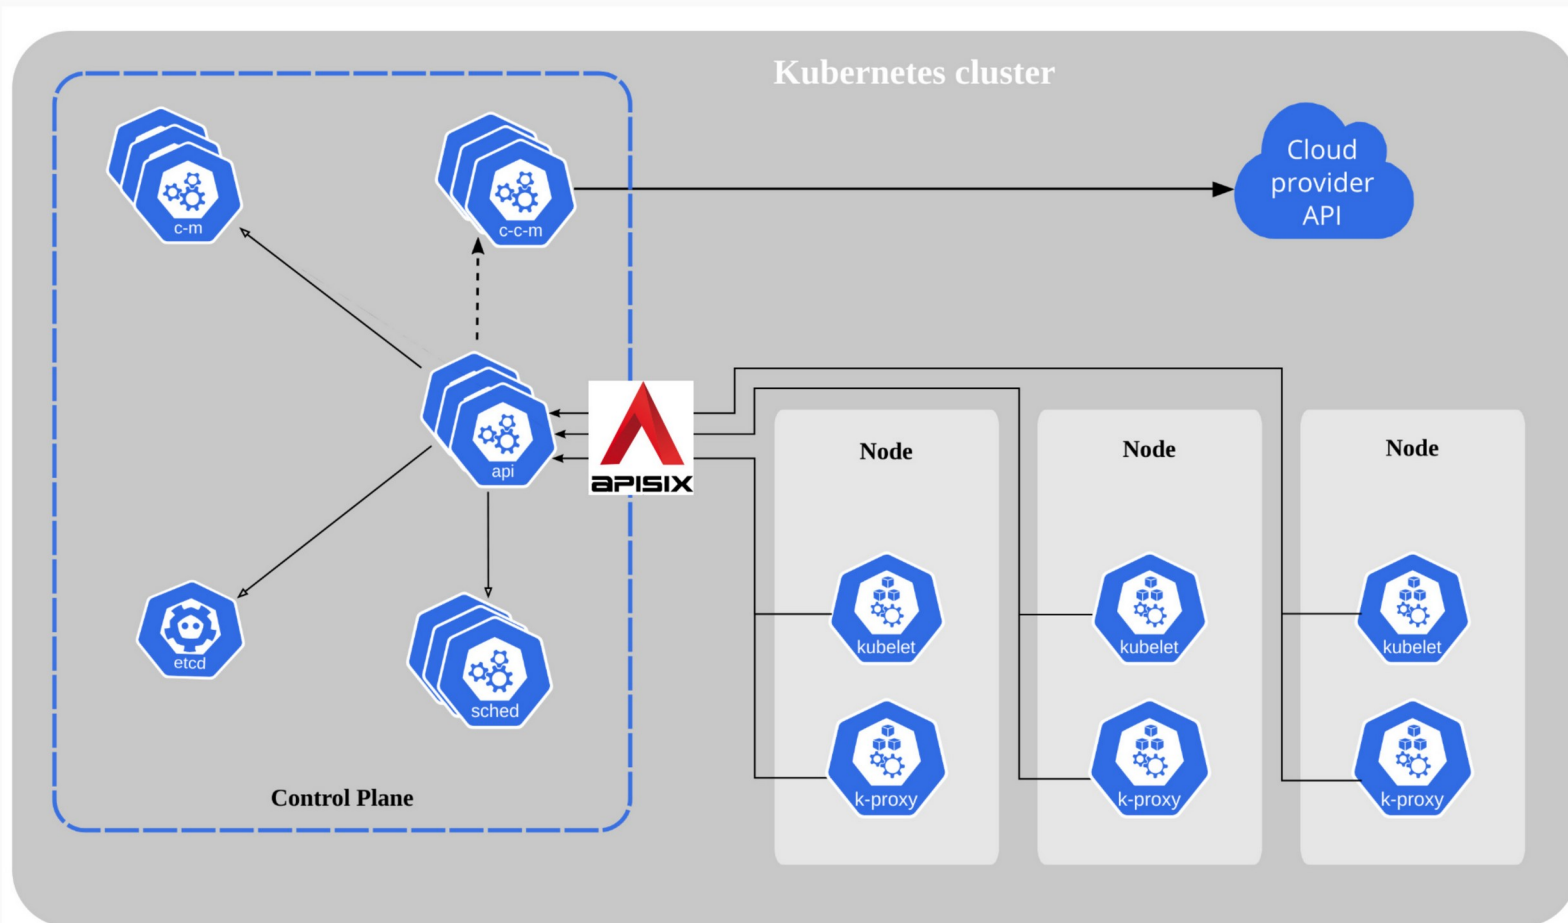 Kubernetes cluster
Cloud
provider
API
c-m
c-c-m
api
APISIX
Node
Node
Node
kubelet
kubelet
kubelet
etcd
sched
k-proxy
k-proxy
k-proxy
Control Plane